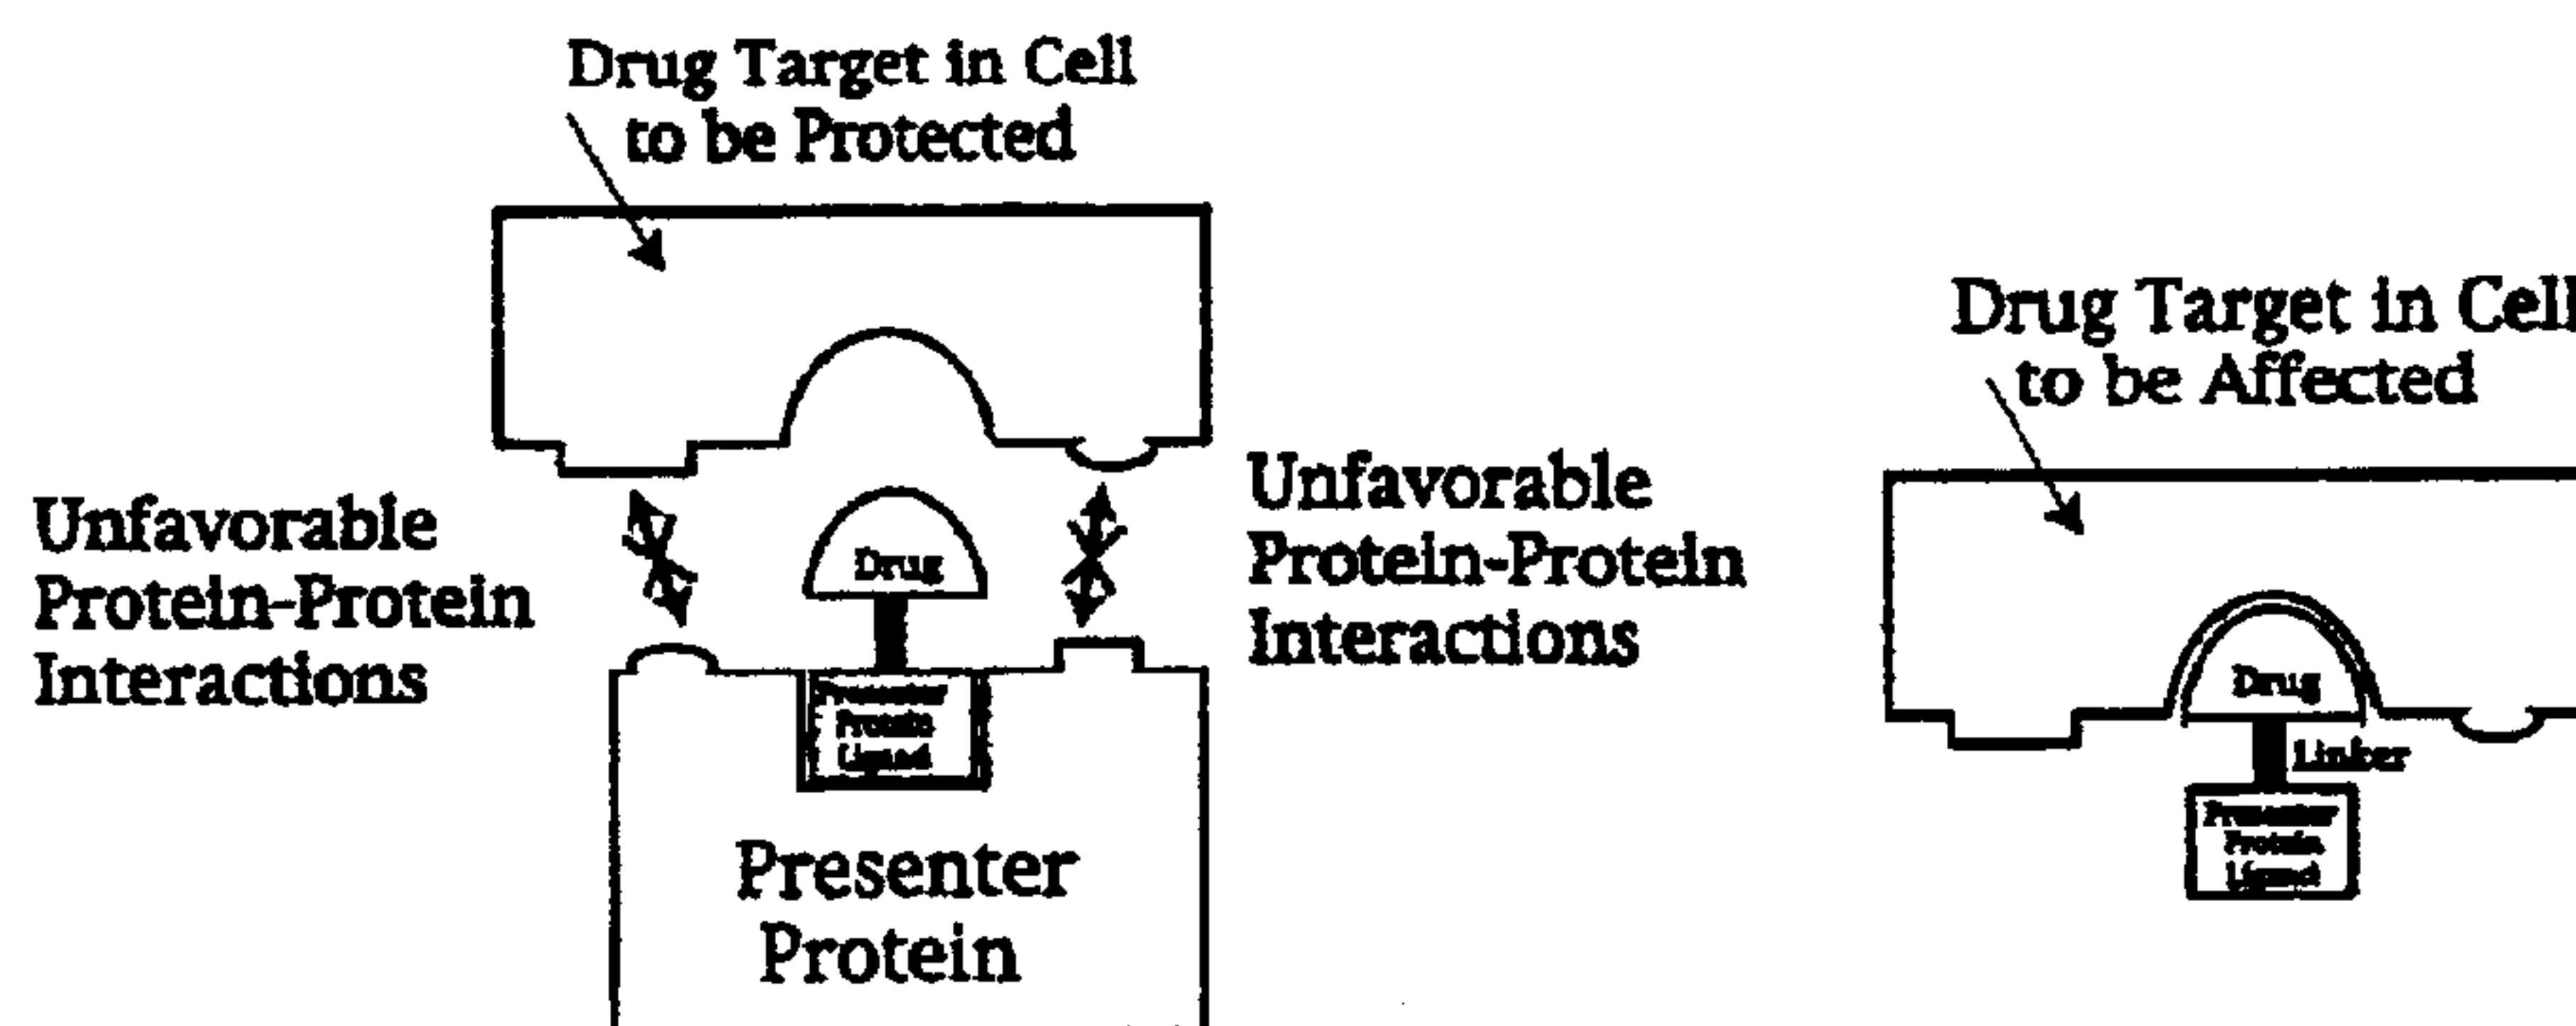 Drug Target in Cell
to be Protected
Unfavorable
Protein-Protein
Interactions
Drug
Unfavorable
Protein-Protein
Interactions
Presenter
Protein
Ligand
Presenter
Protein
Drug Target in Cell
to be Affected
Drug
Linker
Presenter
Protein
Ligand